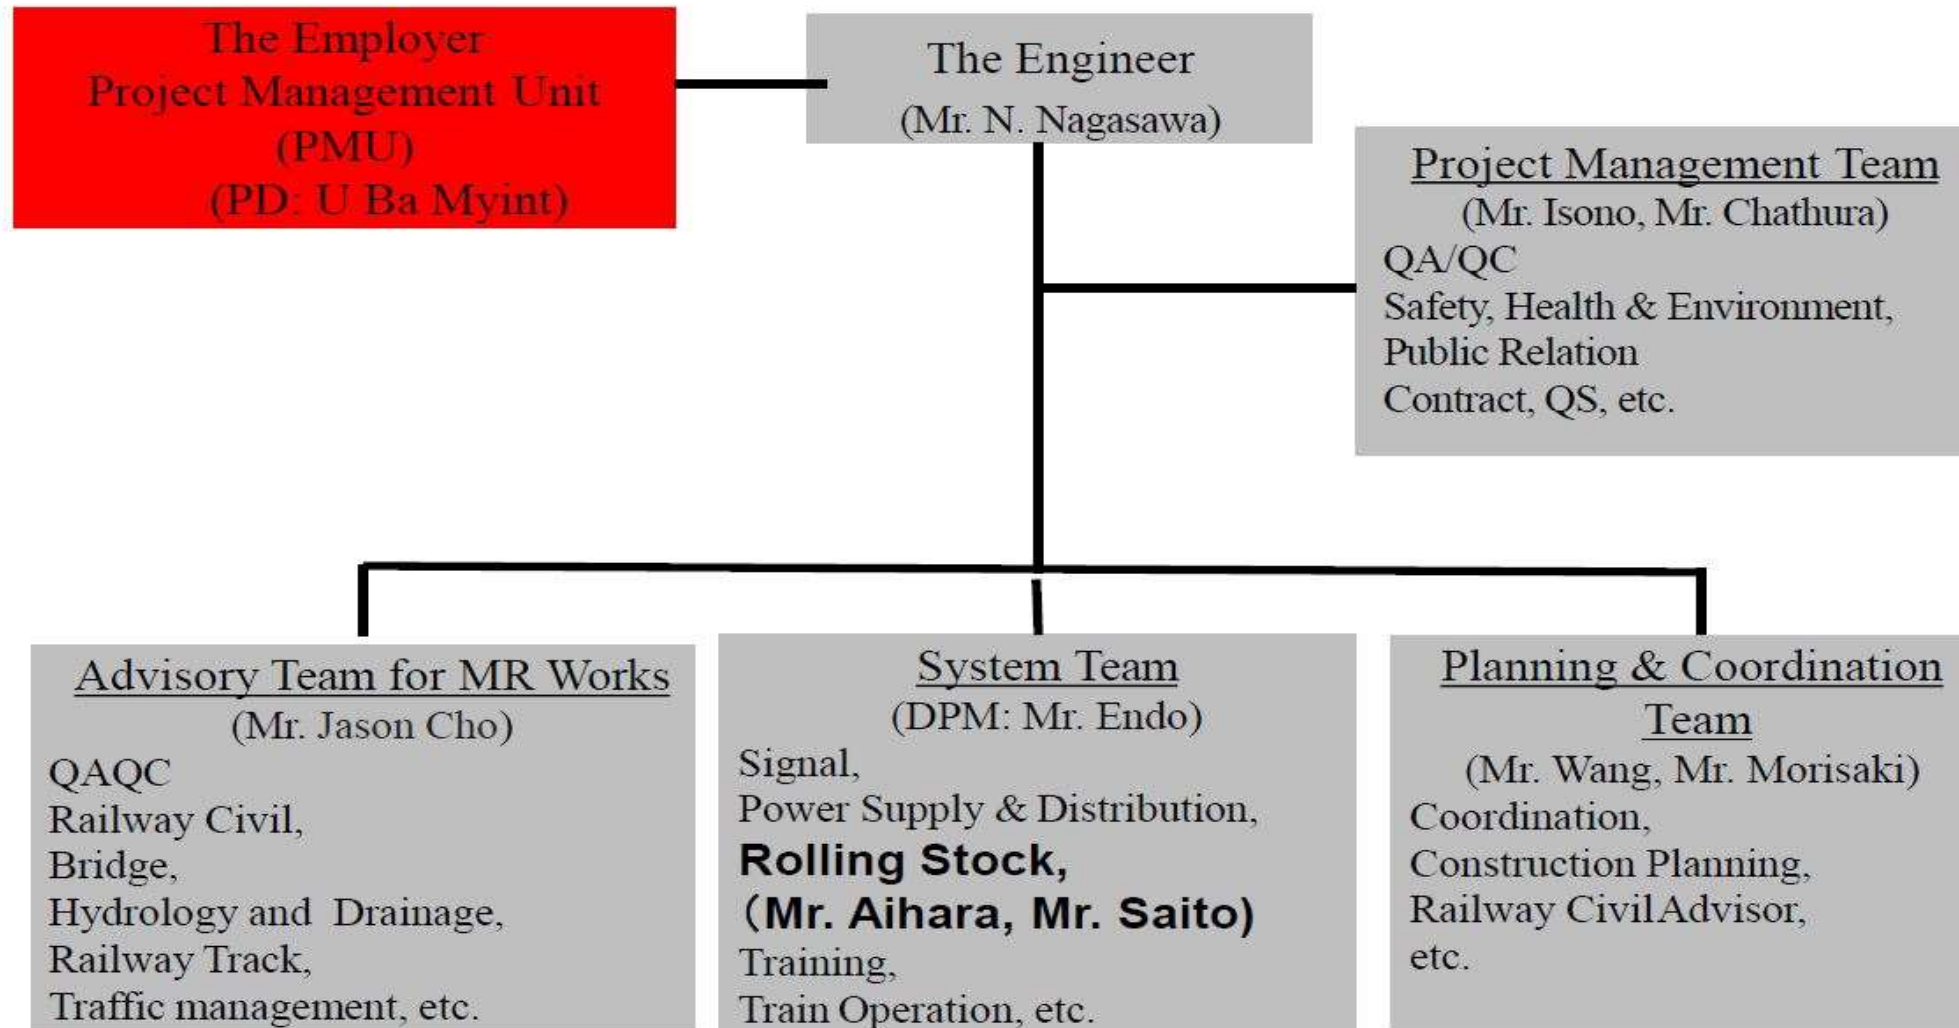 The Employer
Project Management Unit
(PMU)
(PD: U Ba Myint)
The Engineer
(Mr. N. Nagasawa)
Project Management Team
(Mr. Isono, Mr. Chathura)
QA/QC
Safety, Health & Environment,
Public Relation
Contract, QS, etc.
Advisory Team for MR Works
(Mr. Jason Cho)
QAQC
Railway Civil,
Bridge,
Hydrology and Drainage,
Railway Track,
Traffic management, etc.
System Team
(DPM: Mr. Endo)
Signal,
Power Supply & Distribution,
Rolling Stock,
（Mr. Aihara, Mr. Saito)
Training,
Train Operation, etc.
Planning & Coordination
Team
(Mr. Wang, Mr. Morisaki)
Coordination,
Construction Planning,
Railway Civil Advisor,
etc.